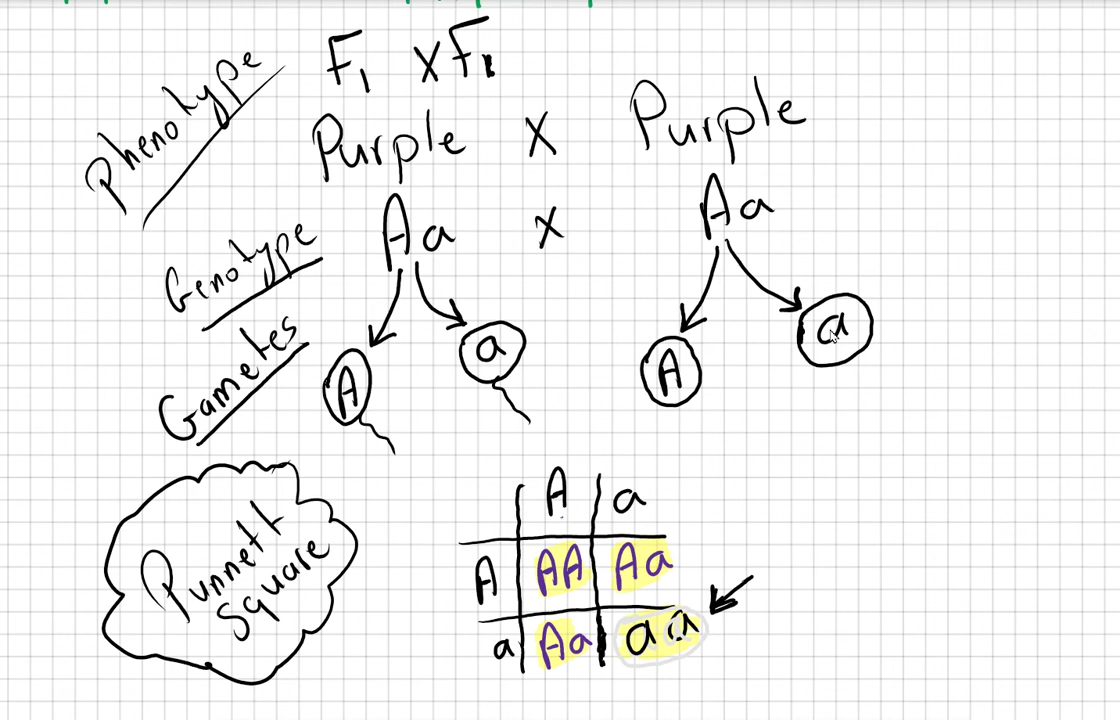 F1 x F1
Phenotype
Purple x Purple
Genotype
Aa x Aa
Gametes
A a A a
Punnett
Square
A a
A AA Aa
a Aa aa